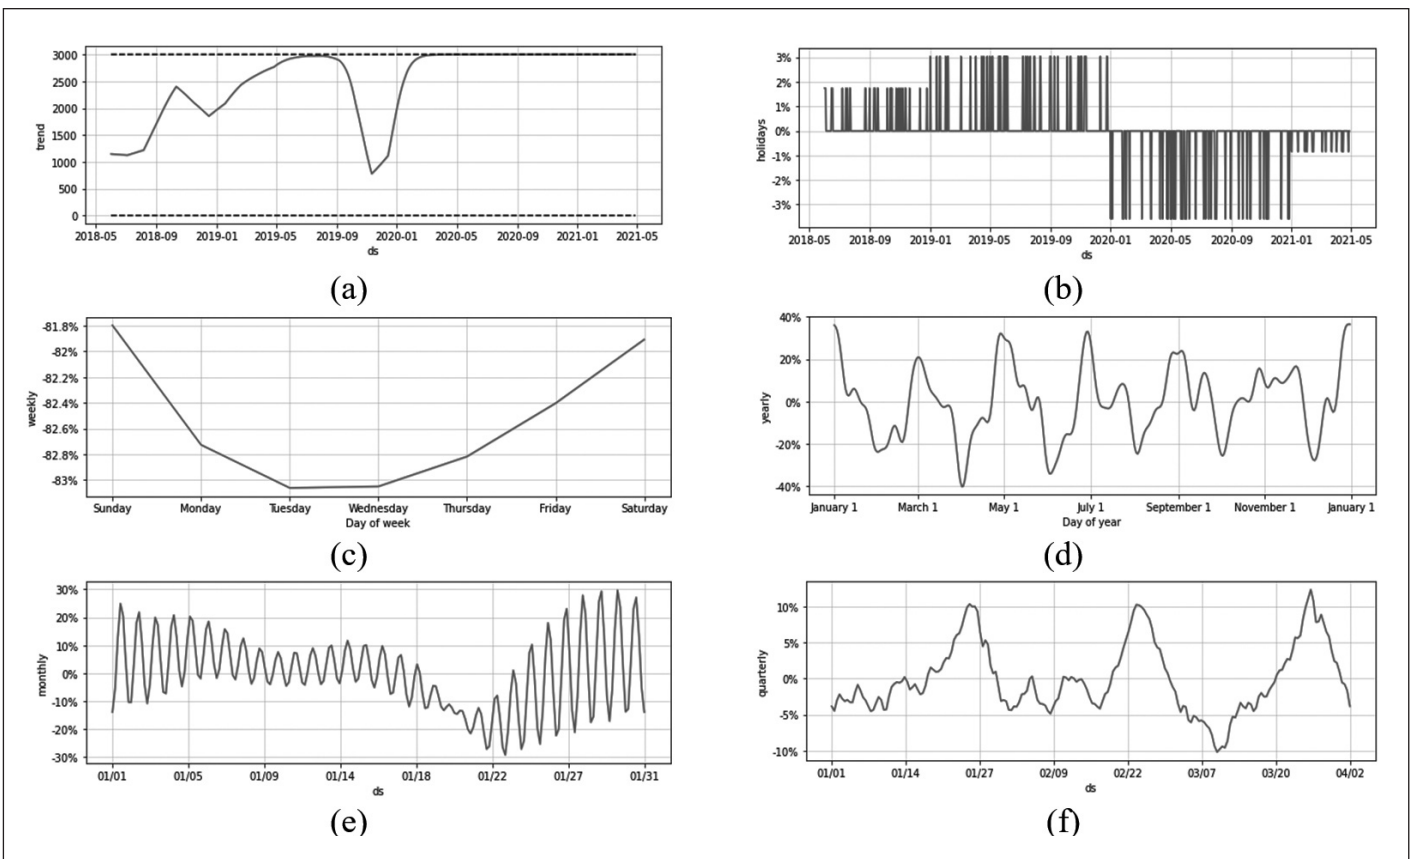 3000
2500
2000
1500
1000
500
0
trend
2018-05 2018-09 2019-01 2019-05 2019-09 2020-01 2020-05 2020-09 2021-01 2021-05
ds
(a)
3%
2%
1%
0%
-1%
-2%
-3%
holidays
2018-05 2018-09 2019-01 2019-05 2019-09 2020-01 2020-05 2020-09 2021-01 2021-05
ds
(b)
-81.8%
-82%
-82.2%
-82.4%
-82.6%
-82.8%
-83%
weekly
Sunday Monday Tuesday Wednesday Thursday Friday Saturday
Day of week
(c)
40%
20%
0%
-20%
-40%
yearly
January 1 March 1 May 1 July 1 September 1 November 1 January 1
Day of year
(d)
30%
20%
10%
0%
-10%
-20%
-30%
monthly
01/01 01/05 01/09 01/14 01/18 01/22 01/27 01/31
ds
(e)
10%
5%
0%
-5%
-10%
quarterly
01/01 01/14 01/27 02/09 02/22 03/07 03/20 04/02
ds
(f)